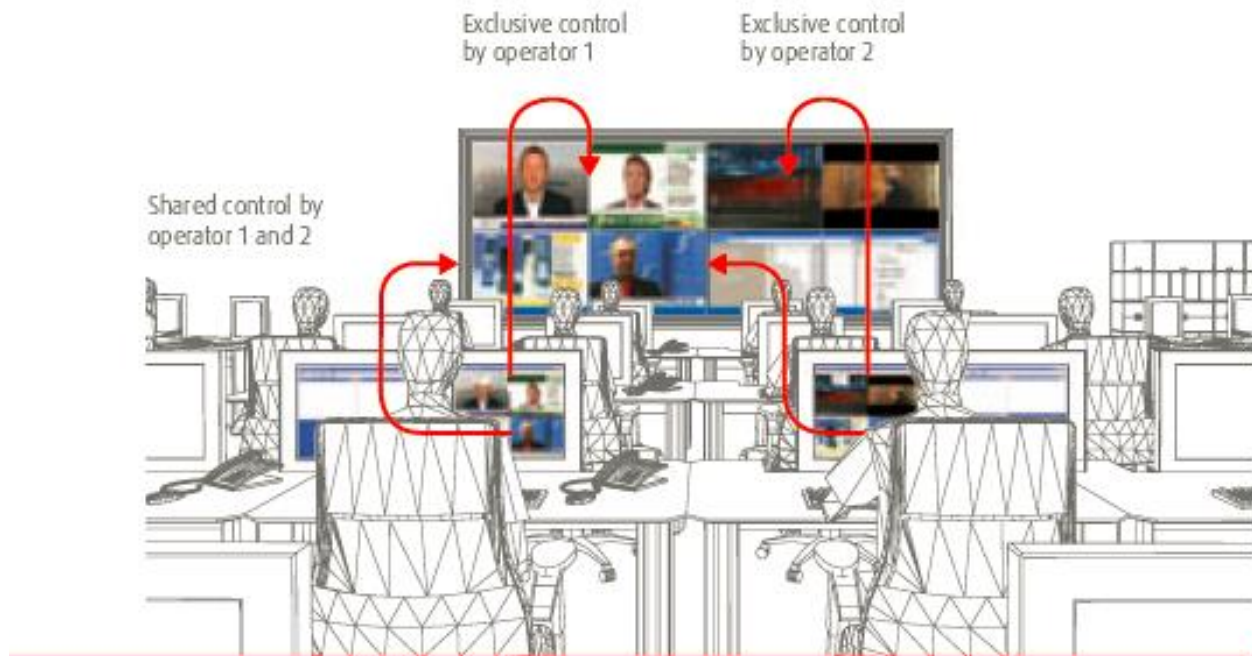 Exclusive control
by operator 1
Exclusive control
by operator 2
Shared control by
operator 1 and 2